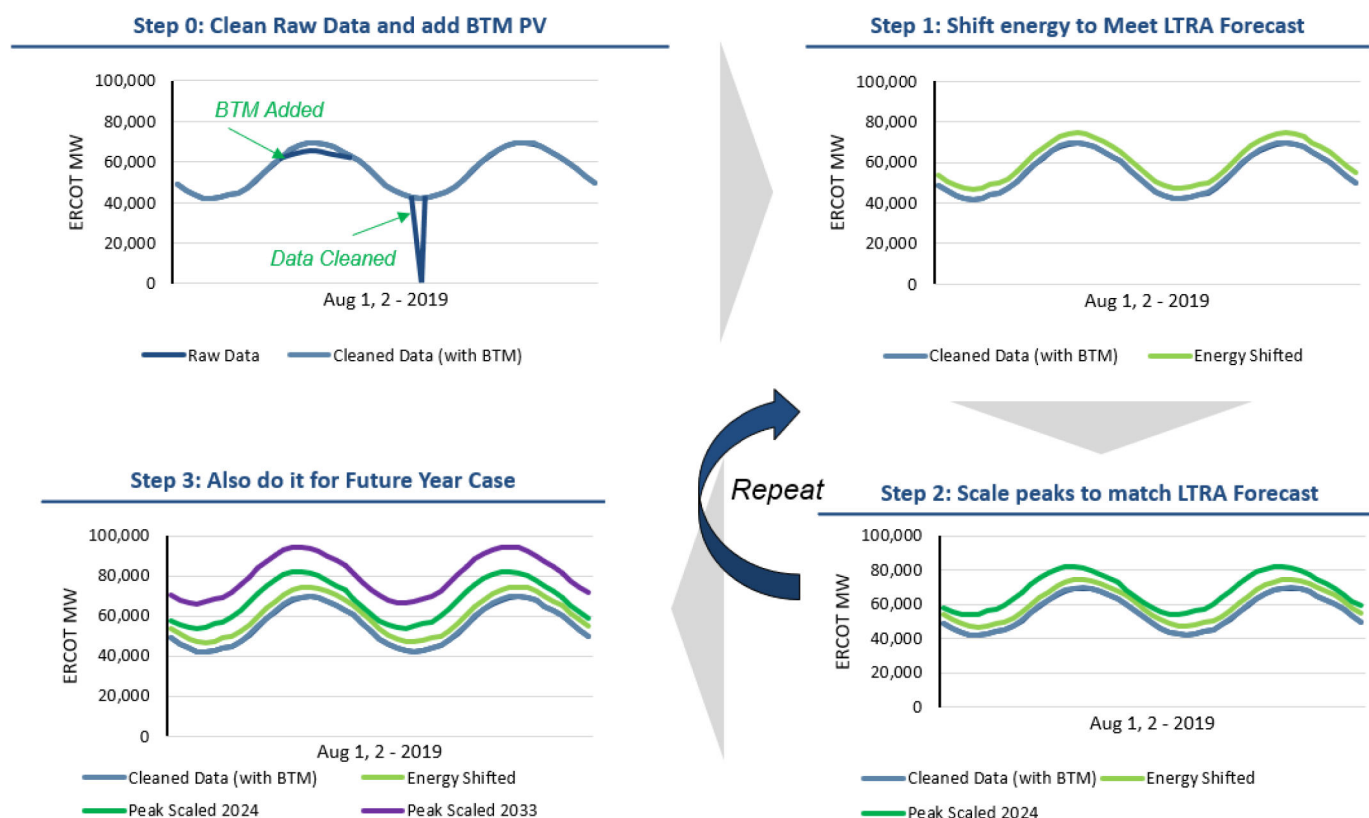 Step 0: Clean Raw Data and add BTM PV
100,000
80,000
60,000
40,000
20,000
0
ERCOT MW
BTM Added
Data Cleaned
Aug 1, 2 - 2019
Raw Data
Cleaned Data (with BTM)
Step 1: Shift energy to Meet LTRA Forecast
100,000
80,000
60,000
40,000
20,000
0
ERCOT MW
Aug 1, 2 - 2019
Cleaned Data (with BTM)
Energy Shifted
Repeat
Step 3: Also do it for Future Year Case
100,000
80,000
60,000
40,000
20,000
0
ERCOT MW
Aug 1, 2 - 2019
Cleaned Data (with BTM)
Energy Shifted
Peak Scaled 2024
Peak Scaled 2033
Step 2: Scale peaks to match LTRA Forecast
100,000
80,000
60,000
40,000
20,000
0
ERCOT MW
Aug 1, 2 - 2019
Cleaned Data (with BTM)
Energy Shifted
Peak Scaled 2024